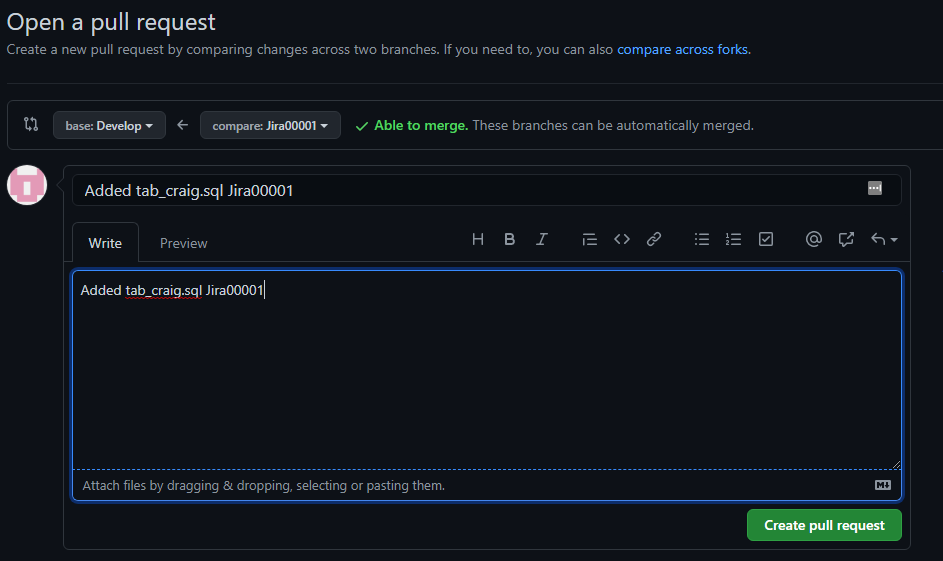 Open a pull request
Create a new pull request by comparing changes across two branches. If you need to, you can also compare across forks.
base: Develop compare: Jira00001 Able to merge. These branches can be automatically merged.
Added tab_craig.sql Jira00001
Write Preview
Added tab_craig.sql Jira00001
Attach files by dragging & dropping, selecting or pasting them.
Create pull request